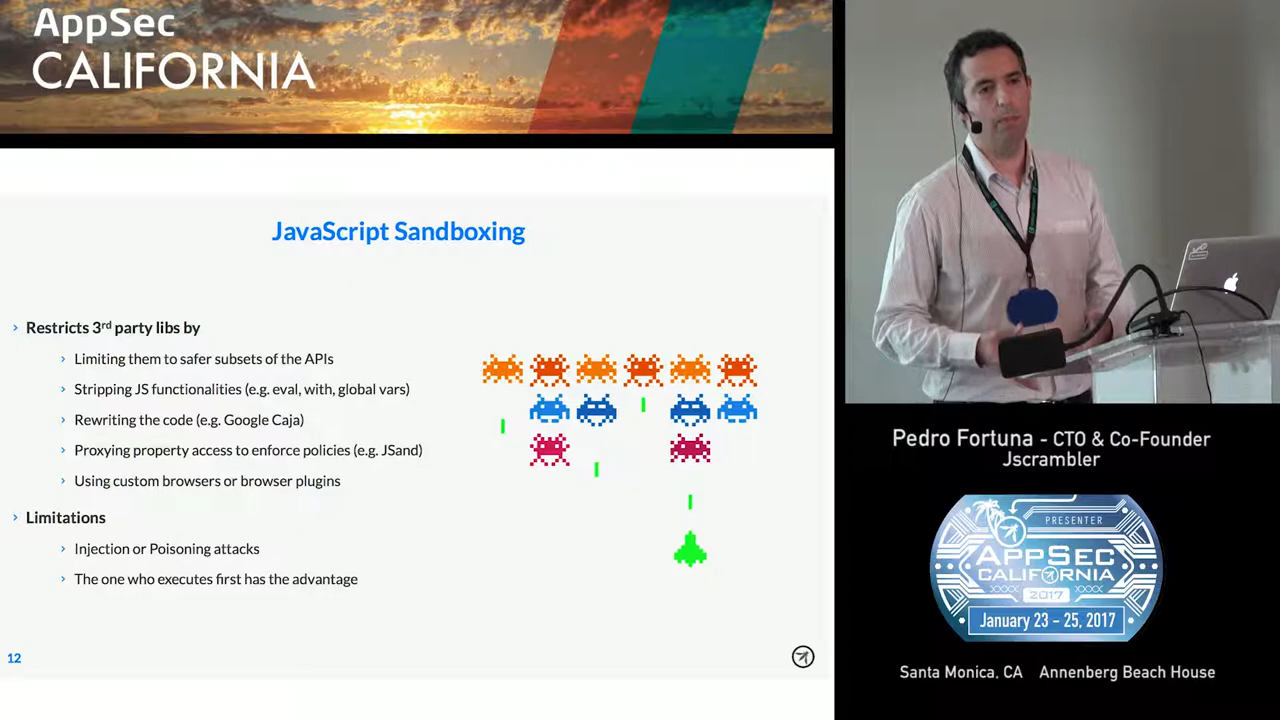 AppSec
CALIFORNIA
JavaScript Sandboxing
› Restricts 3rd party libs by
› Limiting them to safer subsets of the APIs
› Stripping JS functionalities (e.g. eval, with, global vars)
› Rewriting the code (e.g. Google Caja)
› Proxying property access to enforce policies (e.g. JSand)
› Using custom browsers or browser plugins
› Limitations
› Injection or Poisoning attacks
› The one who executes first has the advantage
12
Pedro Fortuna - CTO & Co-Founder
Jscrambler
PRESENTER
APPSEC
CALIFORNIA
2017
January 23 - 25, 2017
Santa Monica, CA Annenberg Beach House